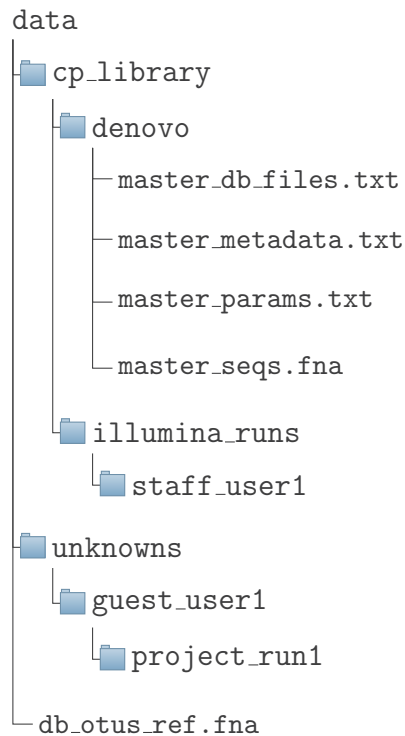 data
cp_library
denovo
master_db_files.txt
master_metadata.txt
master_params.txt
master_seqs.fna
illumina_runs
staff_user1
unknowns
guest_user1
project_run1
db_otus_ref.fna